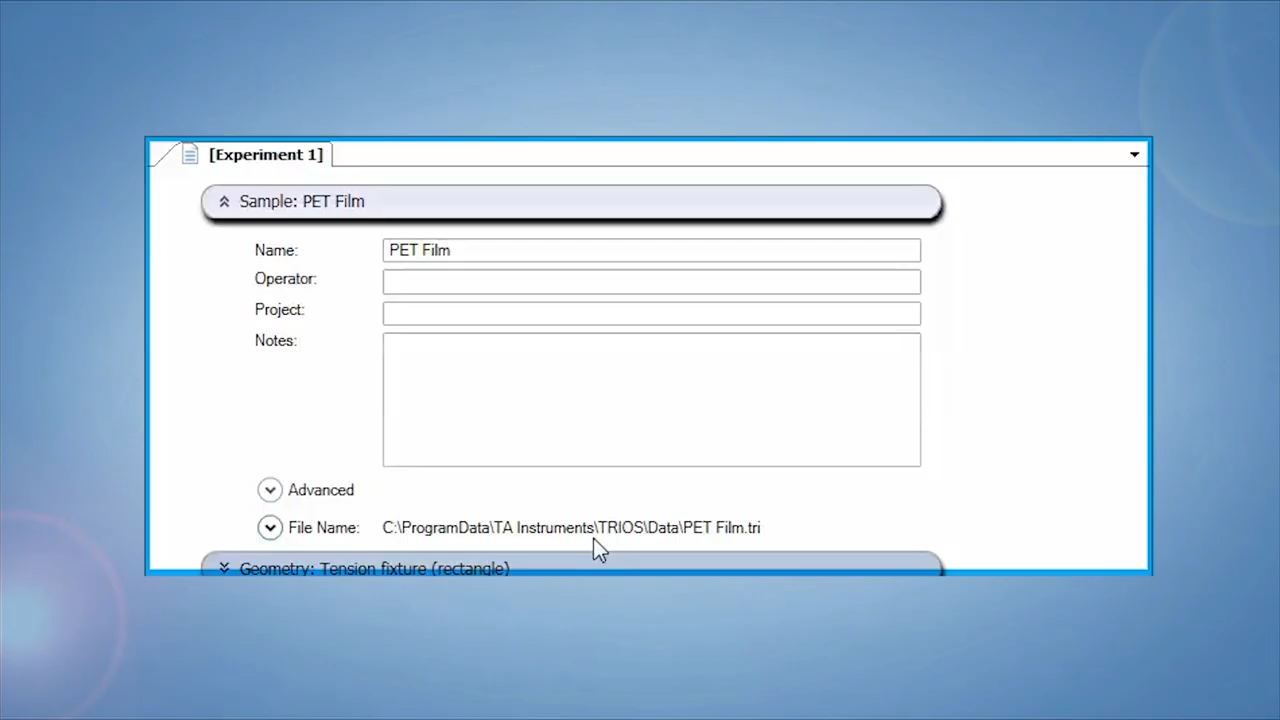 [Experiment 1]
Sample: PET Film
Name: PET Film
Operator:
Project:
Notes:
Advanced
File Name: C:\ProgramData\TA Instruments\TRIOS\Data\PET Film.tri
Geometry: Tension fixture (rectangle)